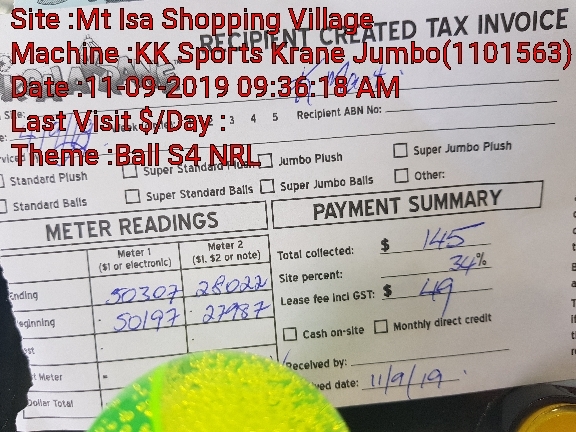 Site :Mt Isa Shopping Village
RECIPIENT CREATED TAX INVOICE
Machine :KK Sports Krane Jumbo(1101563)
Date :11-09-2019 09:36:18 AM
Last Visit $/Day :
3 4 5 Recipient ABN No:
Theme :Ball S4 NRL
Standard Plush
Super Standard Plush
Jumbo Plush
Super Jumbo Plush
Standard Balls
Super Standard Balls
Super Jumbo Balls
Other:
METER READINGS
PAYMENT SUMMARY
Meter 1 ($1 or electronic)
Meter 2 ($1, $2 or note)
Total collected: $ 145
Site percent: 34%
Ending 50307 28022
Lease fee incl GST: $ 49
Beginning 50197 27987
Cash on-site
Monthly direct credit
Meter
Received by:
Dollar Total
date: 11/9/19